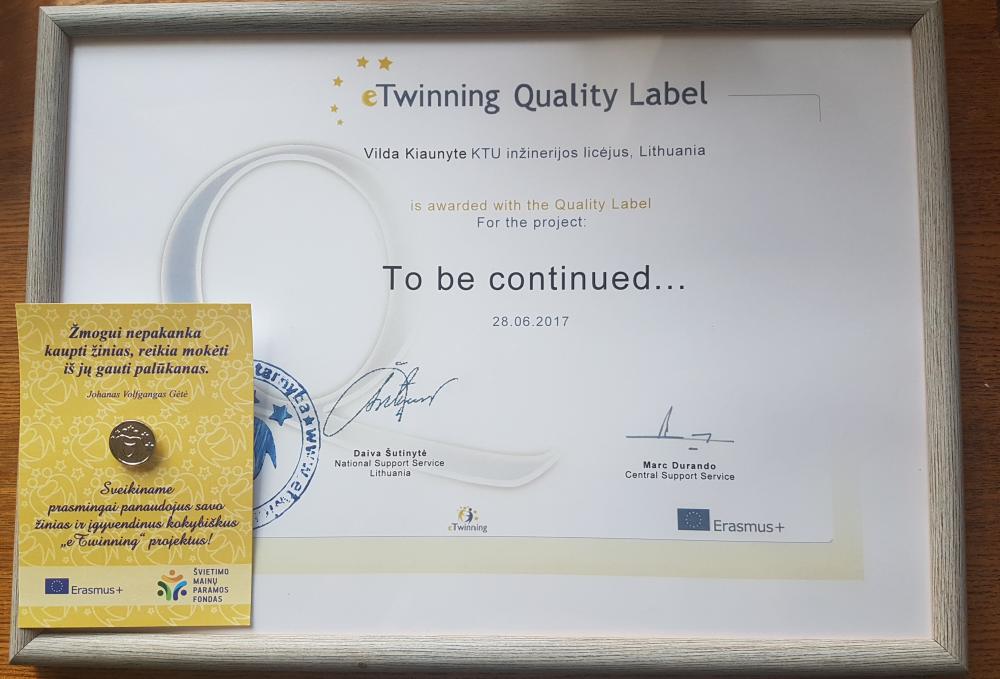 eTwinning Quality Label
Vilda Kiaunyte KTU inžinerijos licėjus, Lithuania
is awarded with the Quality Label
For the project:
To be continued...
28.06.2017
Daiva Šutinytė
National Support Service
Lithuania
Marc Durando
Central Support Service
eTwinning
Erasmus+
Žmogui nepakanka
kaupti žinias, reikia mokėti
iš jų gauti palūkanas.
Johanas Volfgangas Gėtė
Sveikiname
prasmingai panaudojus savo
žinias ir įgyvendinus kokybiškus
„eTwinning“ projektus!
Erasmus+
ŠVIETIMO
MAINŲ
PARAMOS
FONDAS